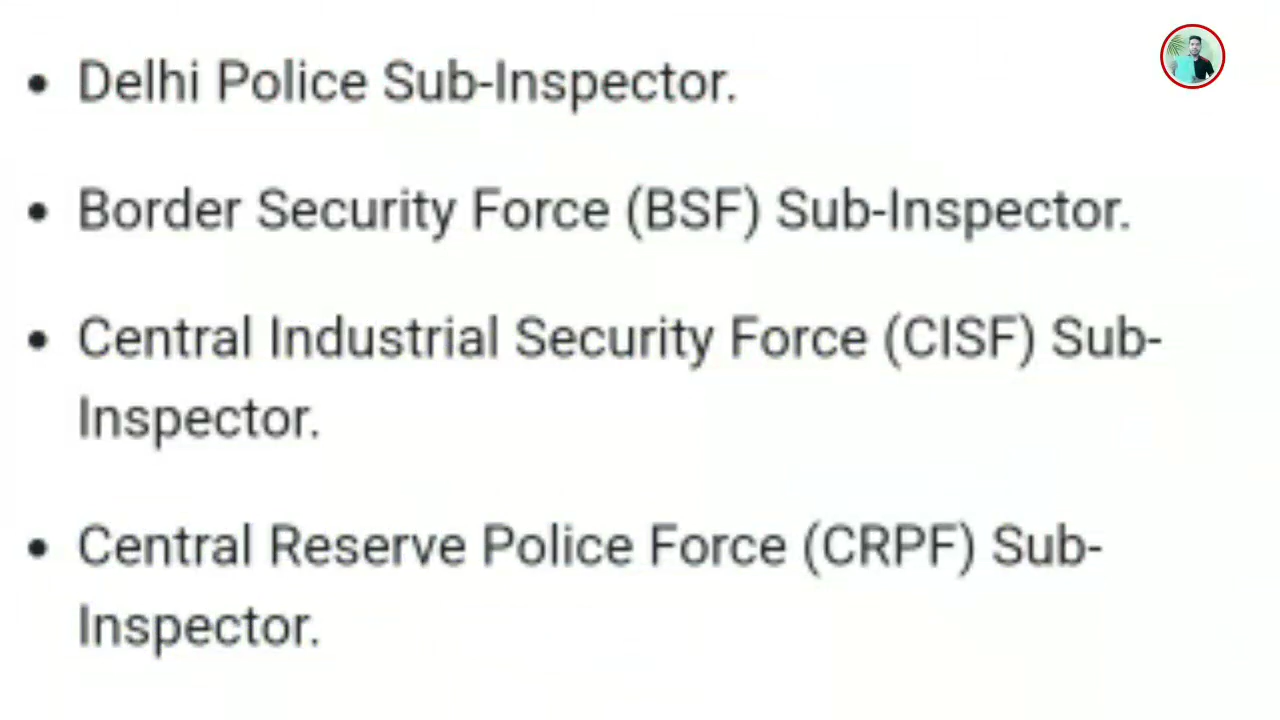 • Delhi Police Sub-Inspector.
• Border Security Force (BSF) Sub-Inspector.
• Central Industrial Security Force (CISF) Sub-
Inspector.
• Central Reserve Police Force (CRPF) Sub-
Inspector.